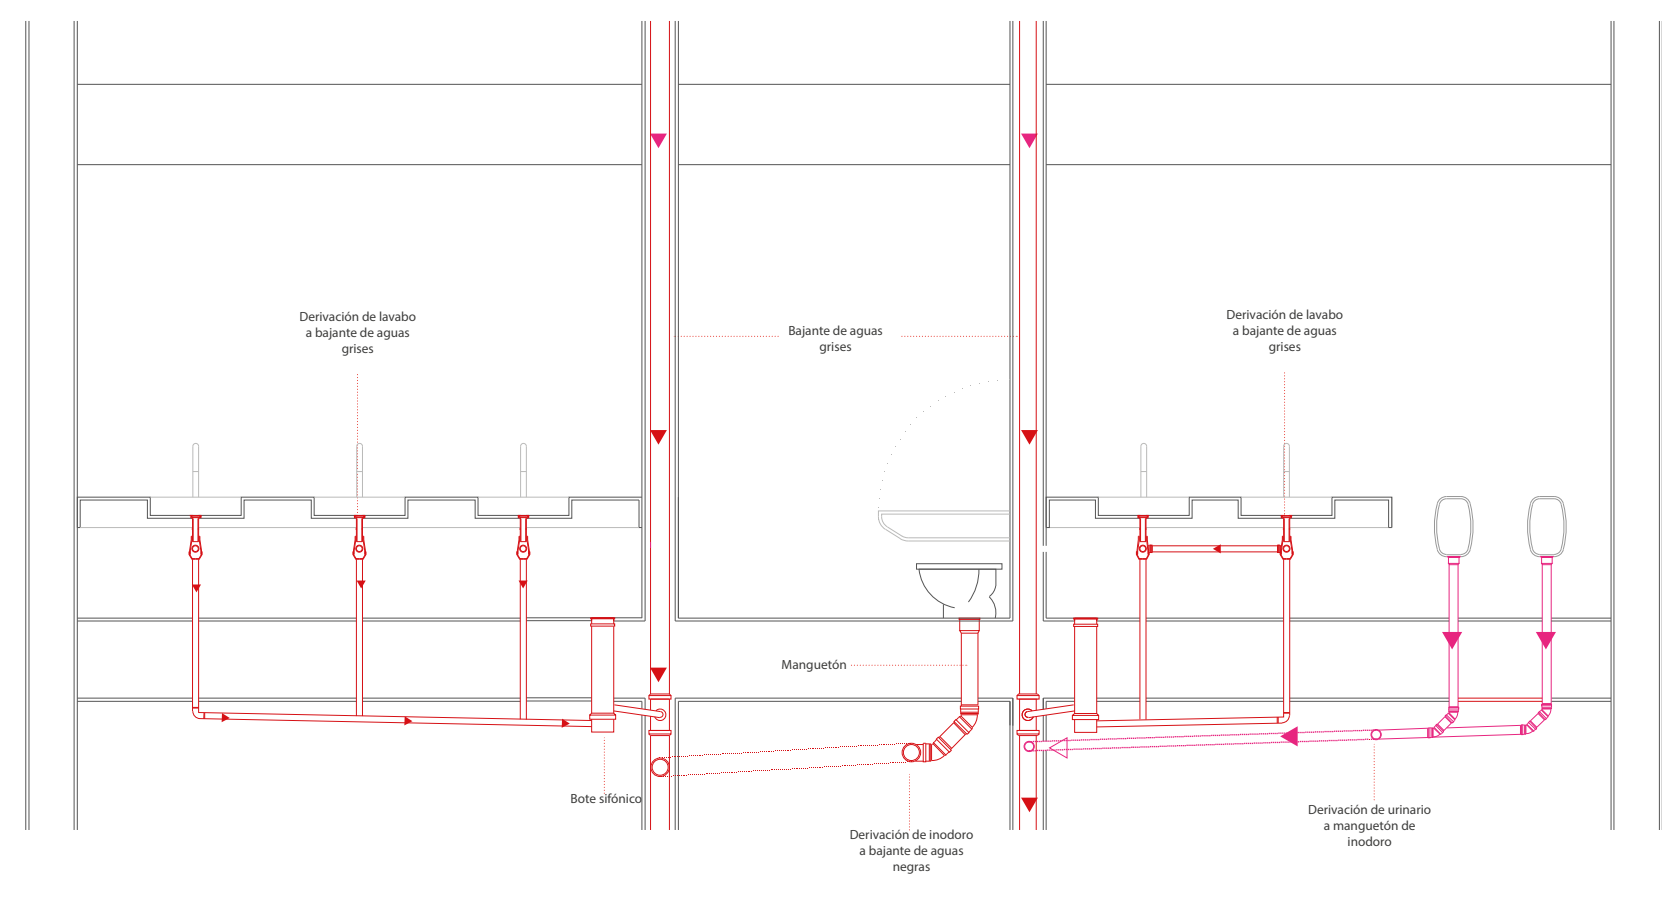 Derivación de lavabo
a bajante de aguas
grises
Bajante de aguas
grises
Derivación de lavabo
a bajante de aguas
grises
Manguetón
Bote sifónico
Derivación de inodoro
a bajante de aguas
negras
Derivación de urinario
a manguetón de
inodoro